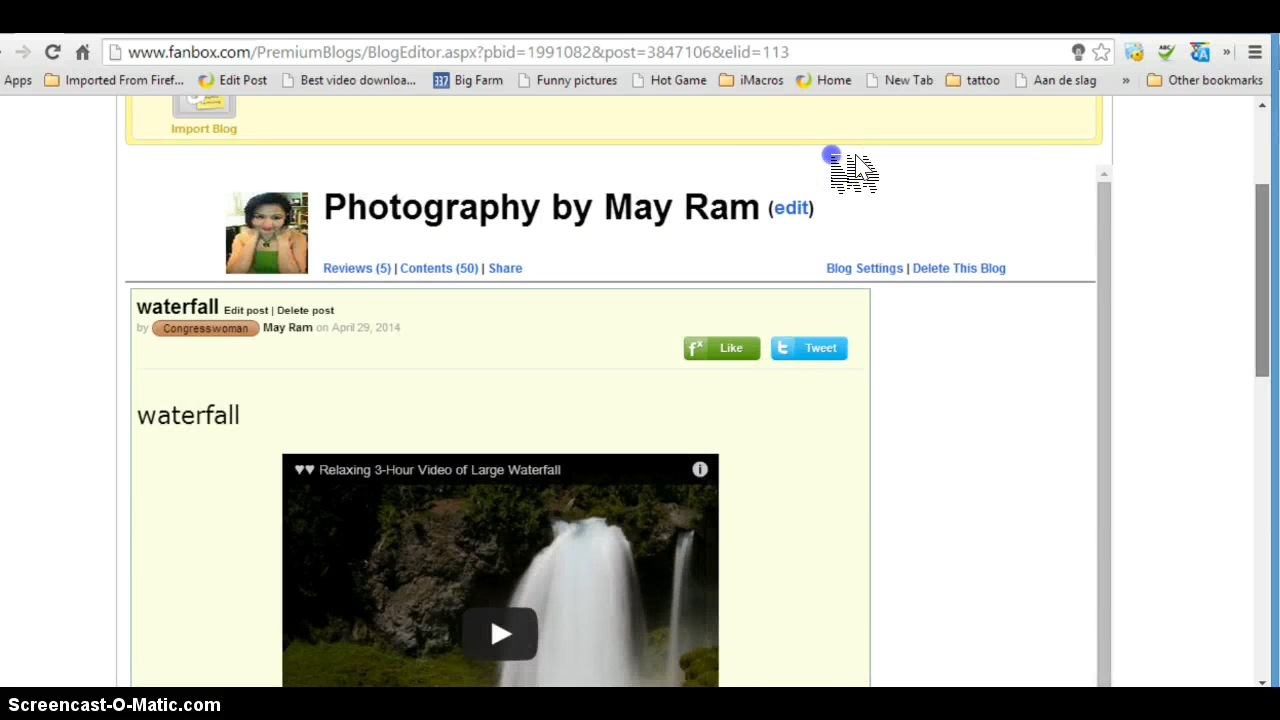 www.fanbox.com/PremiumBlogs/BlogEditor.aspx?pbid=1991082&post=3847106&elid=113
Apps Imported From Firef... Edit Post Best video downloa... 337 Big Farm Funny pictures Hot Game iMacros Home New Tab tattoo Aan de slag » Other bookmarks
Import Blog
Photography by May Ram (edit)
Reviews (5) | Contents (50) | Share Blog Settings | Delete This Blog
waterfall Edit post | Delete post
by Congresswoman May Ram on April 29, 2014
fx Like t Tweet
waterfall
♥♥ Relaxing 3-Hour Video of Large Waterfall
Screencast-O-Matic.com